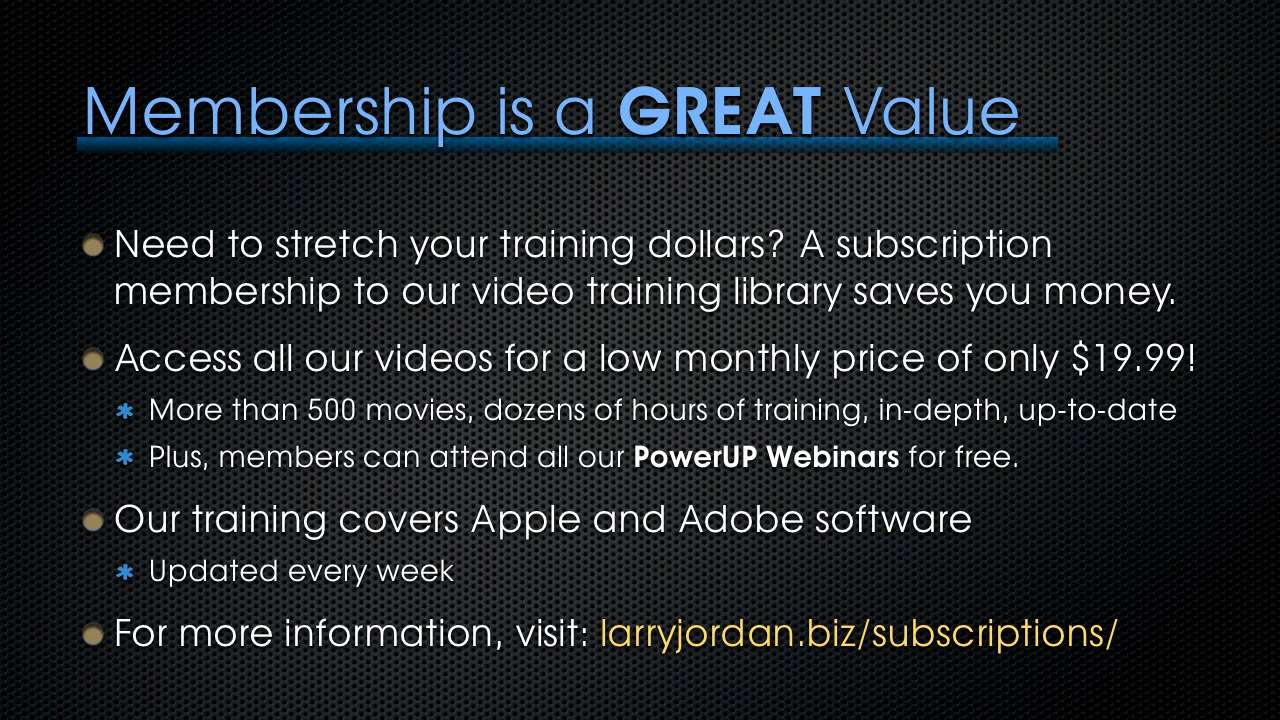 Membership is a GREAT Value
Need to stretch your training dollars? A subscription
membership to our video training library saves you money.
Access all our videos for a low monthly price of only $19.99!
More than 500 movies, dozens of hours of training, in-depth, up-to-date
Plus, members can attend all our PowerUP Webinars for free.
Our training covers Apple and Adobe software
Updated every week
For more information, visit: larryjordan.biz/subscriptions/